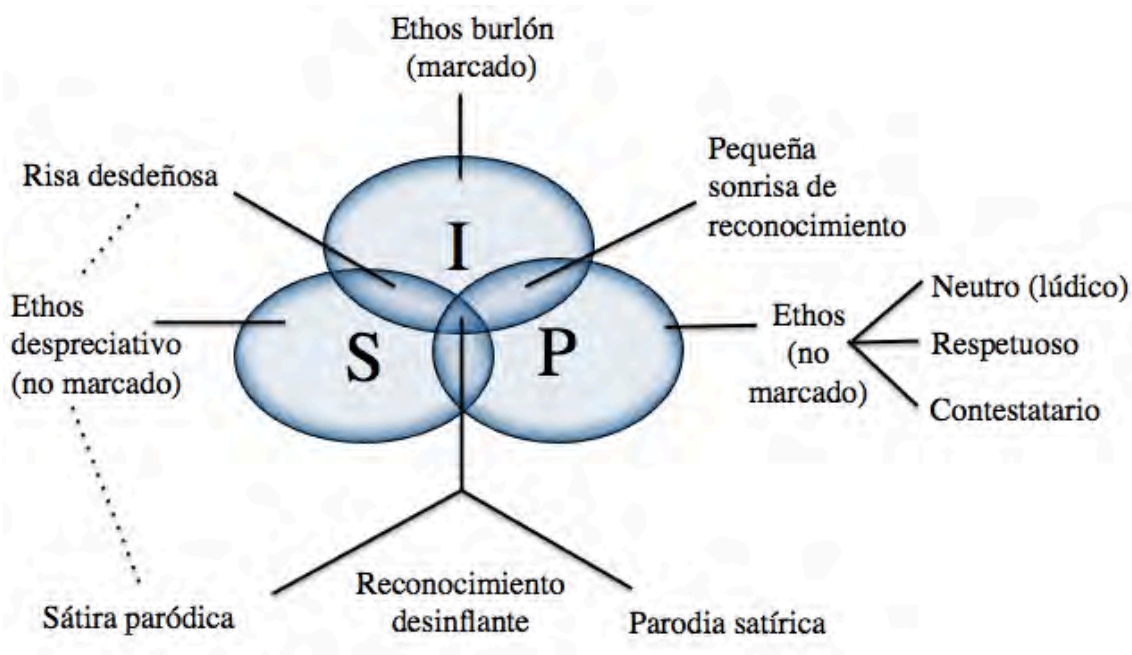 Ethos burlón
(marcado)
Risa desdeñosa
Pequeña
sonrisa de
reconocimiento
I
Ethos
despreciativo
(no marcado)
S
P
Ethos
(no
marcado)
Neutro (lúdico)
Respetuoso
Contestatario
Sátira paródica
Reconocimiento
desinflante
Parodia satírica